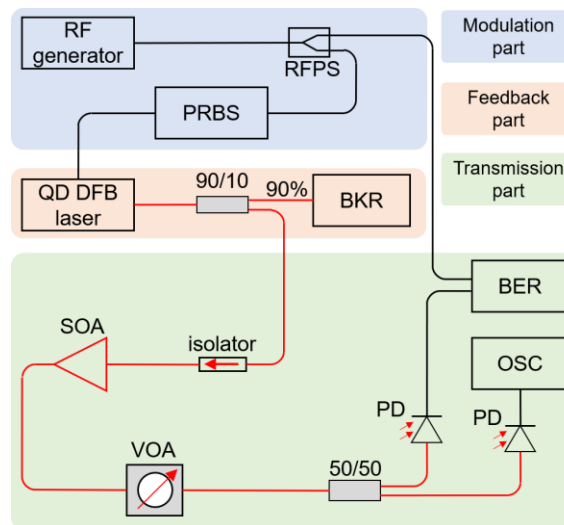 RF
generator
RFPS
PRBS
Modulation
part
Feedback
part
Transmission
part
QD DFB
laser
90/10
90%
BKR
BER
OSC
SOA
isolator
PD
PD
VOA
50/50